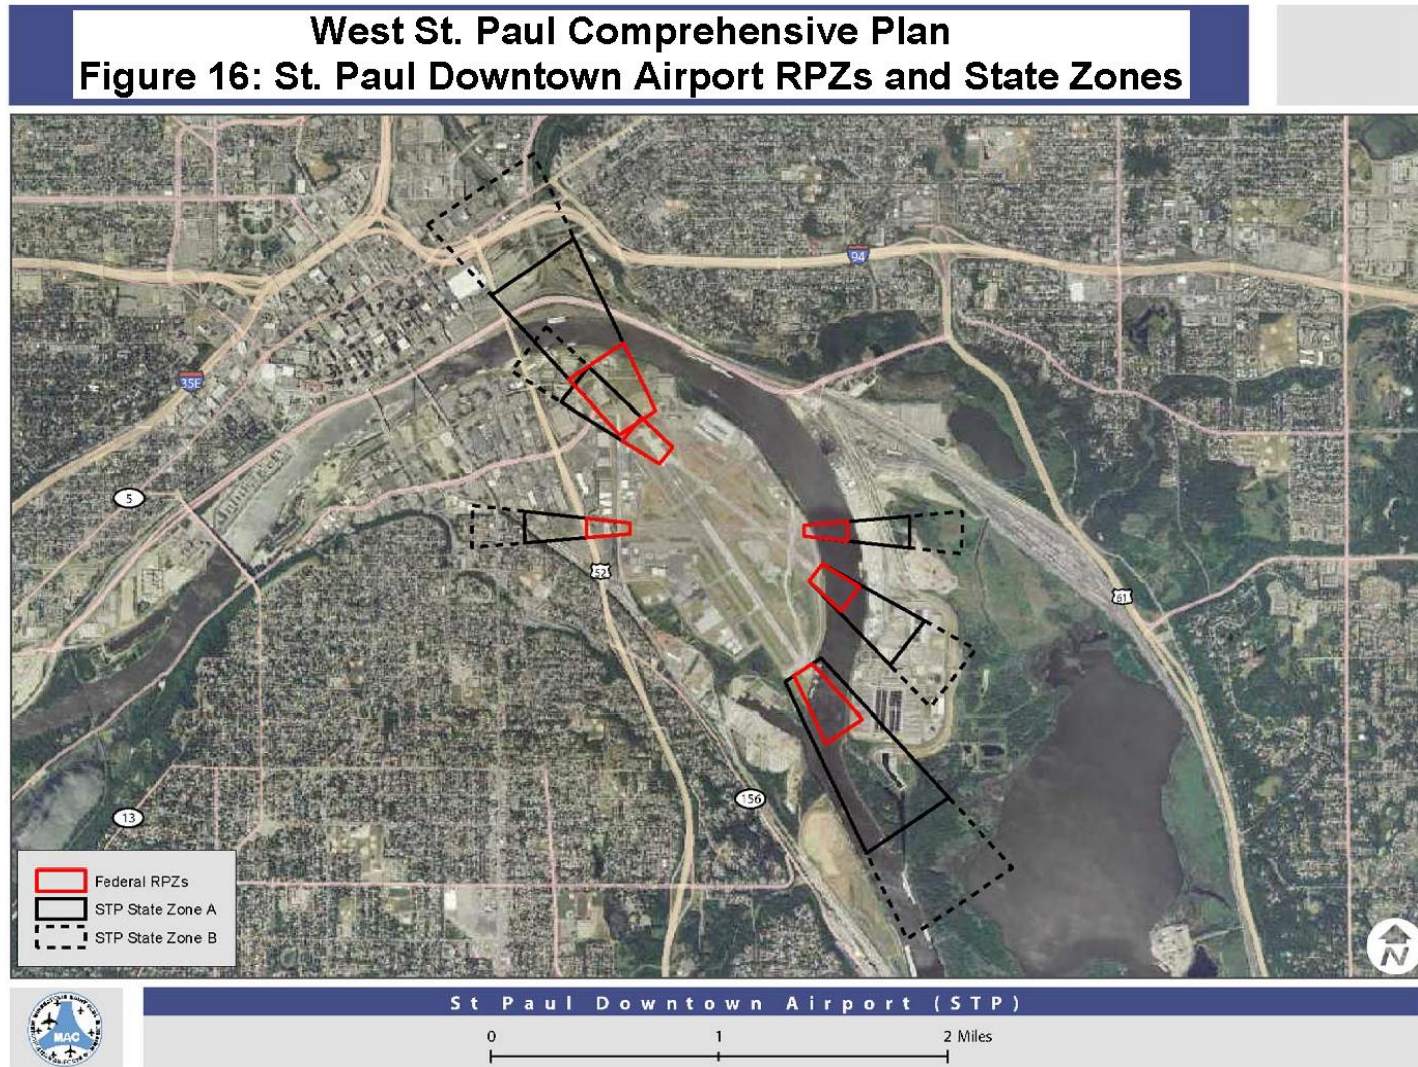 West St. Paul Comprehensive Plan
Figure 16: St. Paul Downtown Airport RPZs and State Zones
94
35E
5
52
61
156
13
Federal RPZs
STP State Zone A
STP State Zone B
N
St Paul Downtown Airport (STP)
MAC
0 1 2 Miles